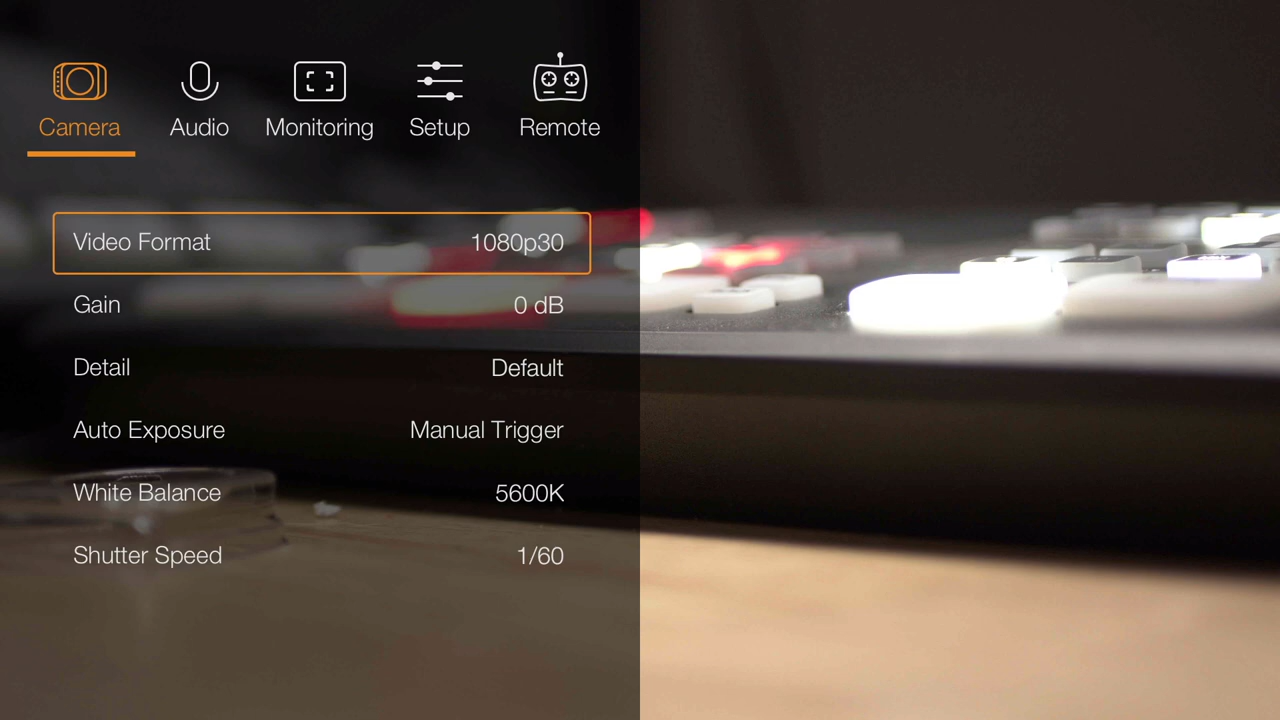 Camera Audio Monitoring Setup Remote
Video Format 1080p30
Gain 0 dB
Detail Default
Auto Exposure Manual Trigger
White Balance 5600K
Shutter Speed 1/60